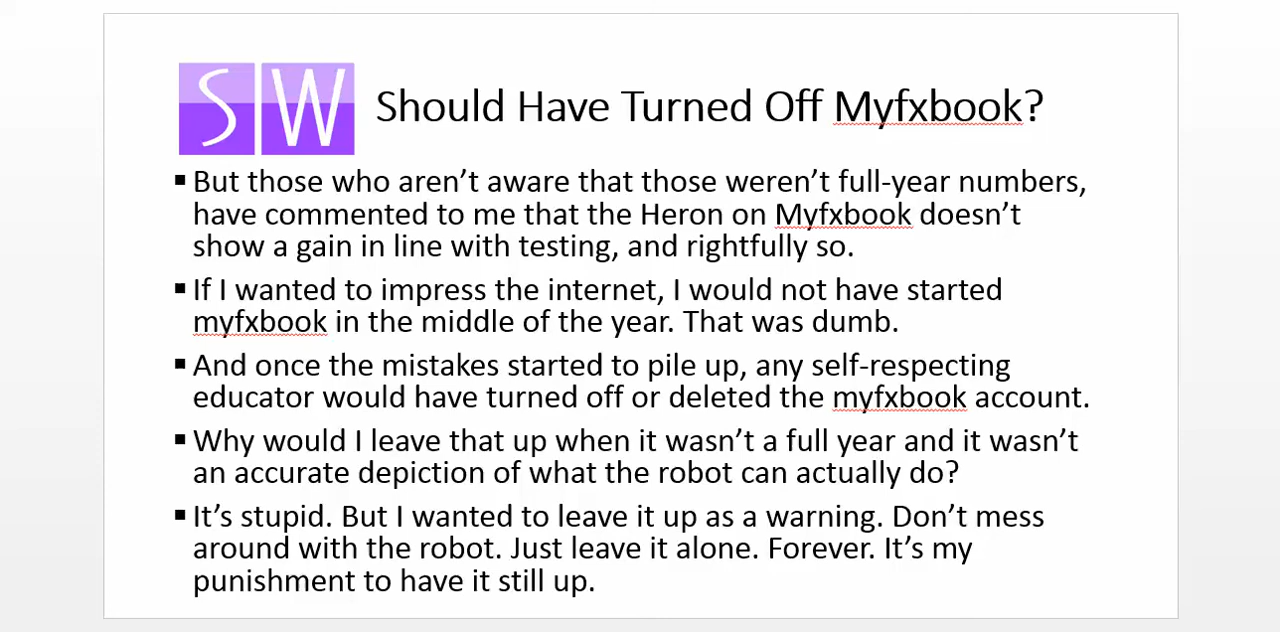 SW
Should Have Turned Off Myfxbook?
▪ But those who aren't aware that those weren't full-year numbers,
have commented to me that the Heron on Myfxbook doesn't
show a gain in line with testing, and rightfully so.
▪ If I wanted to impress the internet, I would not have started
myfxbook in the middle of the year. That was dumb.
▪ And once the mistakes started to pile up, any self-respecting
educator would have turned off or deleted the myfxbook account.
▪ Why would I leave that up when it wasn't a full year and it wasn't
an accurate depiction of what the robot can actually do?
▪ It's stupid. But I wanted to leave it up as a warning. Don't mess
around with the robot. Just leave it alone. Forever. It's my
punishment to have it still up.